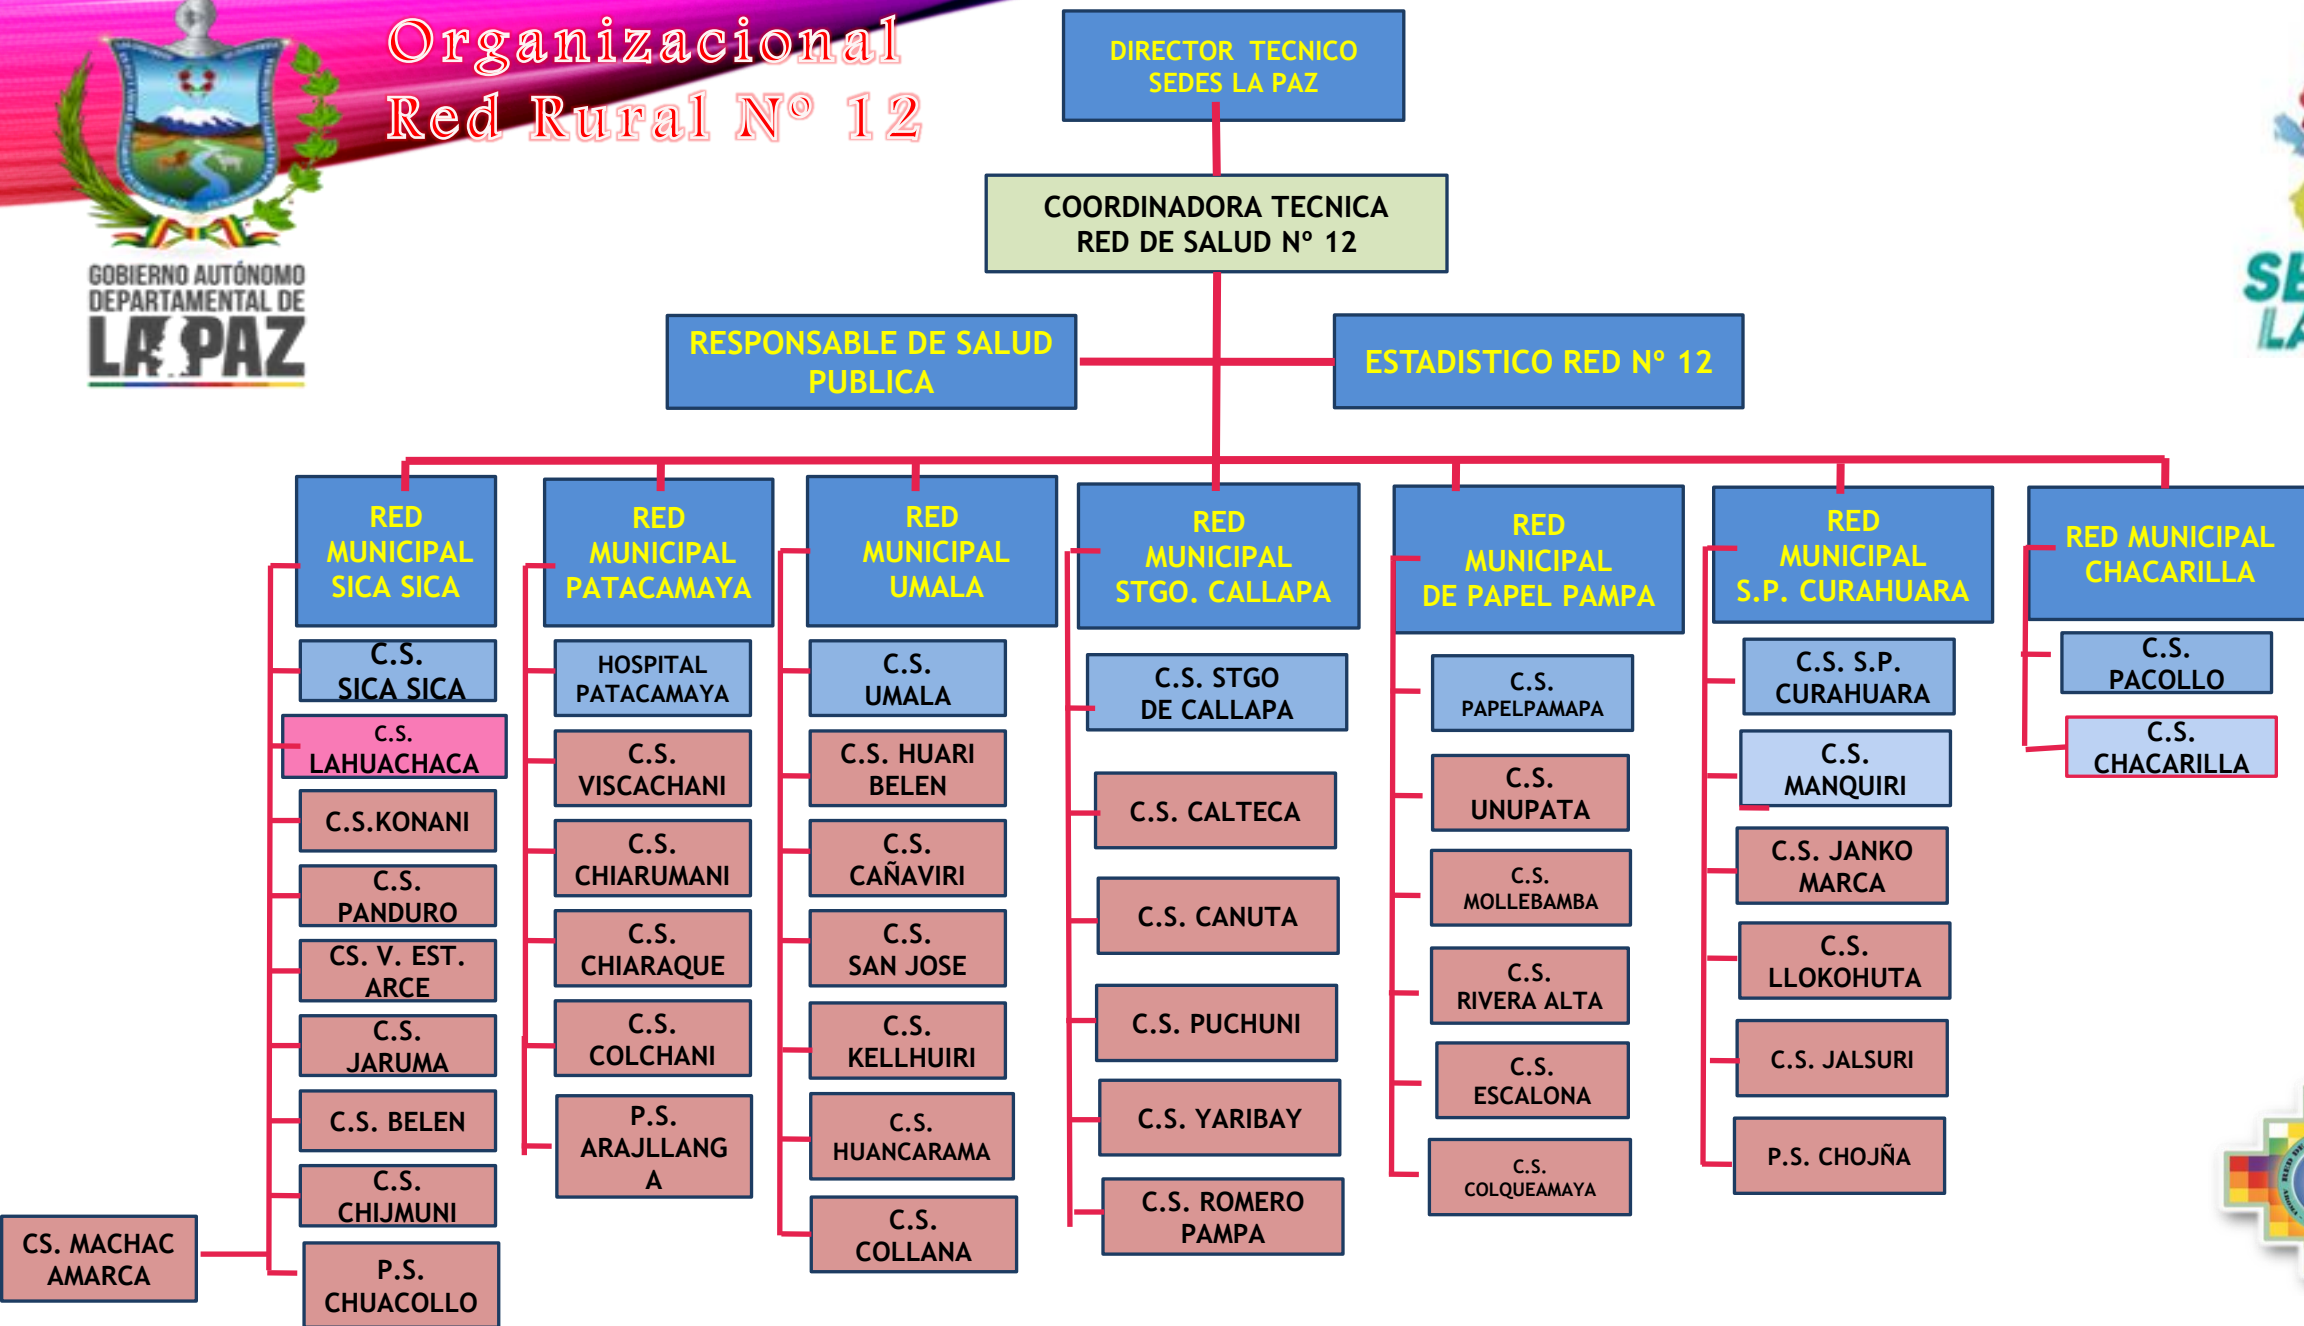 Organizacional
Red Rural Nº 12
GOBIERNO AUTÓNOMO
DEPARTAMENTAL DE
LA PAZ
DIRECTOR TECNICO
SEDES LA PAZ
COORDINADORA TECNICA
RED DE SALUD Nº 12
RESPONSABLE DE SALUD
PUBLICA
ESTADISTICO RED Nº 12
RED
MUNICIPAL
SICA SICA
C.S.
SICA SICA
C.S.
LAHUACHACA
C.S.KONANI
C.S.
PANDURO
CS. V. EST.
ARCE
C.S.
JARUMA
C.S. BELEN
C.S.
CHIJMUNI
CS. MACHAC
AMARCA
P.S.
CHUACOLLO
RED
MUNICIPAL
PATACAMAYA
HOSPITAL
PATACAMAYA
C.S.
VISCACHANI
C.S.
CHIARUMANI
C.S.
CHIARAQUE
C.S.
COLCHANI
P.S.
ARAJLLANG
A
RED
MUNICIPAL
UMALA
C.S.
UMALA
C.S. HUARI
BELEN
C.S.
CAÑAVIRI
C.S.
SAN JOSE
C.S.
KELLHUIRI
C.S.
HUANCARAMA
C.S.
COLLANA
RED
MUNICIPAL
STGO. CALLAPA
C.S. STGO
DE CALLAPA
C.S. CALTECA
C.S. CANUTA
C.S. PUCHUNI
C.S. YARIBAY
C.S. ROMERO
PAMPA
RED
MUNICIPAL
DE PAPEL PAMPA
C.S.
PAPELPAMAPA
C.S.
UNUPATA
C.S.
MOLLEBAMBA
C.S.
RIVERA ALTA
C.S.
ESCALONA
C.S.
COLQUEAMAYA
RED
MUNICIPAL
S.P. CURAHUARA
C.S. S.P.
CURAHUARA
C.S.
MANQUIRI
C.S. JANKO
MARCA
C.S.
LLOKOHUTA
C.S. JALSURI
P.S. CHOJÑA
RED MUNICIPAL
CHACARILLA
C.S.
PACOLLO
C.S.
CHACARILLA